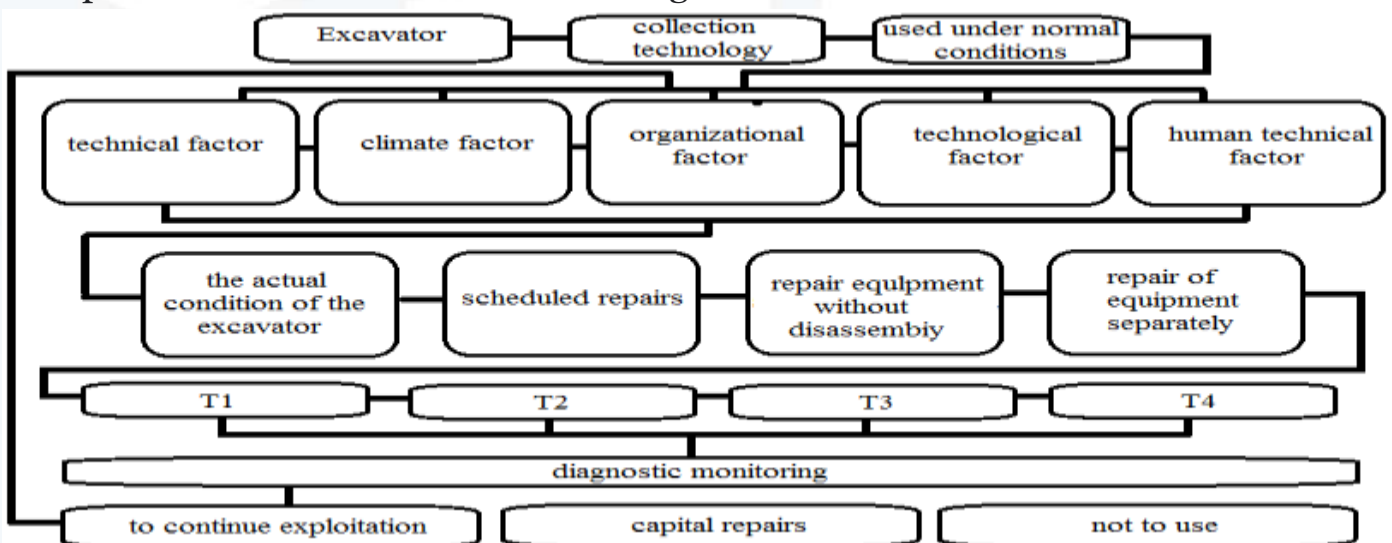 Excavator
collection
technology
used under normal
conditions
technical factor
climate factor
organizational
factor
technological
factor
human technical
factor
the actual
condition of the
excavator
scheduled repairs
repair equlpment
without
disassembiy
repair of
equipment
separately
T1
T2
T3
T4
diagnostic monitoring
to continue exploitation
capital repairs
not to use